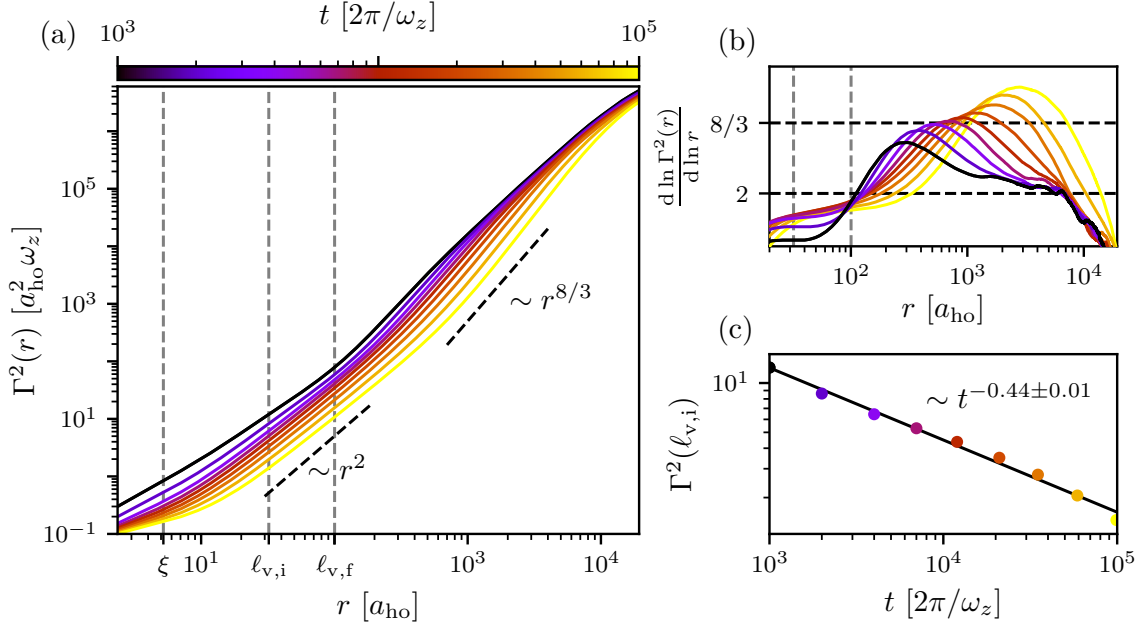 (a)
t [2π/ω_z]
10^3
10^5
Γ^2(r) [a_ho^2 ω_z]
10^5
10^3
10^1
10^−1
∼ r^{8/3}
∼ r^2
ξ
10^1
ℓ_{v,i}
ℓ_{v,f}
10^3
10^4
r [a_ho]
(b)
d ln Γ^2(r)
d ln r
8/3
2
10^2
10^3
10^4
r [a_ho]
(c)
Γ^2(ℓ_{v,i})
10^1
∼ t^{−0.44±0.01}
10^3
10^4
10^5
t [2π/ω_z]